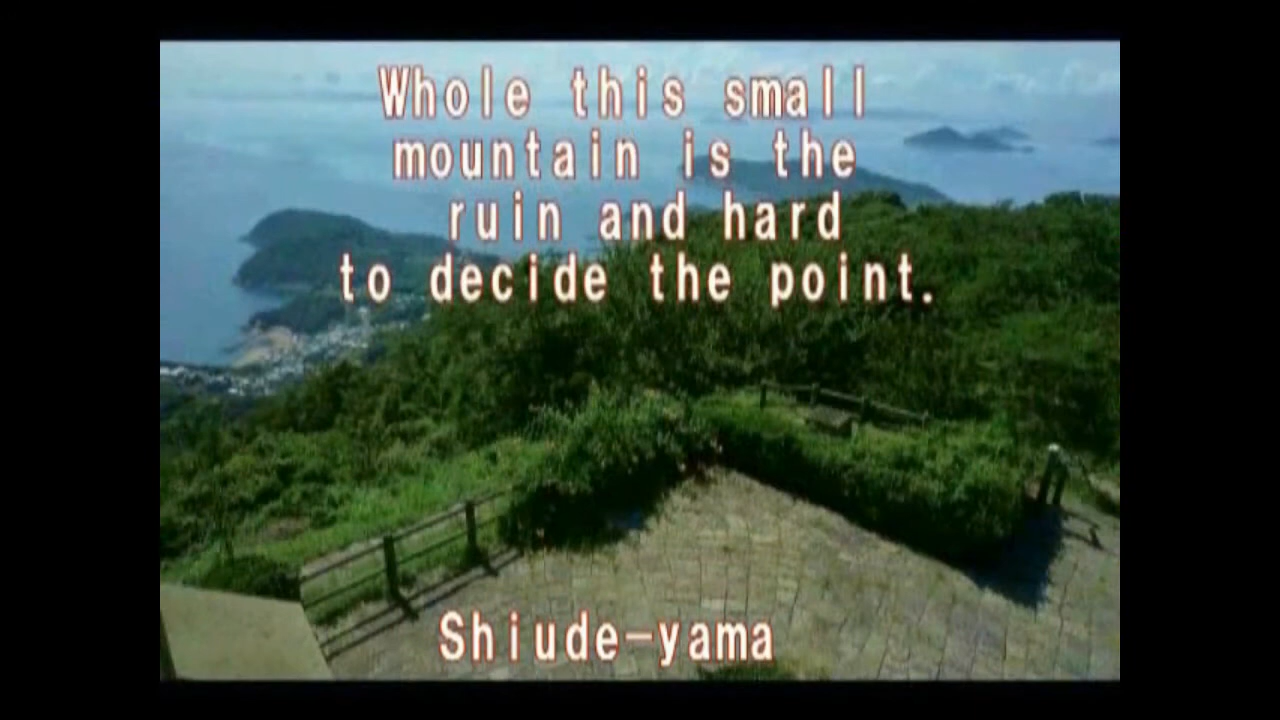 Whole this small
mountain is the
ruin and hard
to decide the point.
Shiude-yama